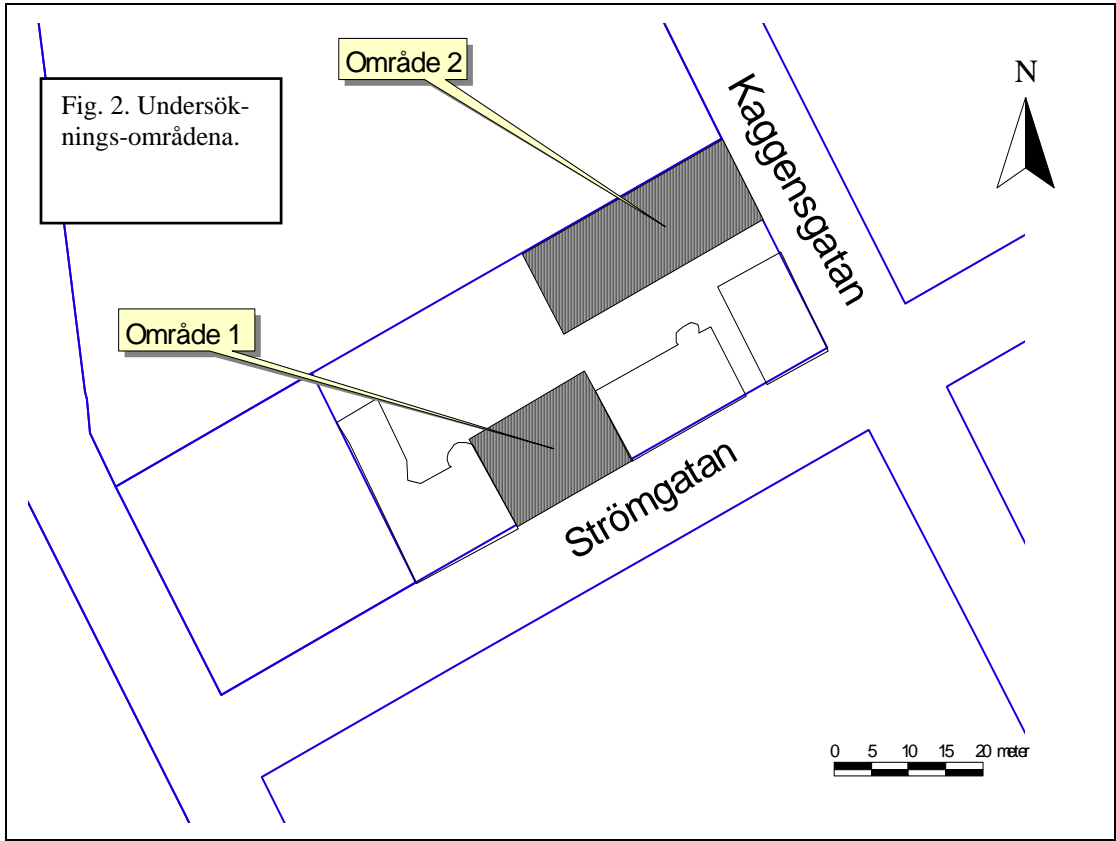 Område 2
Fig. 2. Undersök-
nings-områdena.
N
Kaggensgatan
Område 1
Strömgatan
0 5 10 15 20 meter